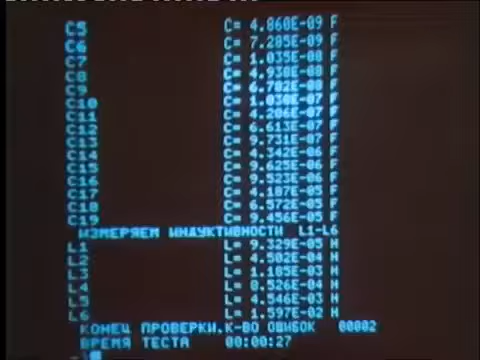 C5 C= 4.860E-09 F
C6 C= 7.285E-09 F
C7 C= 1.035E-08 F
C8 C= 4.930E-08 F
C9 C= 6.782E-08 F
C10 C= 1.030E-07 F
C11 C= 4.206E-07 F
C12 C= 6.613E-07 F
C13 C= 9.731E-07 F
C14 C= 4.342E-06 F
C15 C= 9.625E-06 F
C16 C= 9.523E-06 F
C17 C= 4.187E-05 F
C18 C= 6.572E-05 F
C19 C= 9.456E-05 F
ИЗМЕРЯЕМ ИНДУКТИВНОСТИ L1-L6
L1 L= 9.329E-05 H
L2 L= 4.502E-04 H
L3 L= 1.185E-03 H
L4 L= 8.526E-04 H
L5 L= 4.546E-03 H
L6 L= 1.597E-02 H
КОНЕЦ ПРОВЕРКИ.К-ВО ОШИБОК 00002
ВРЕМЯ ТЕСТА 00:00:27